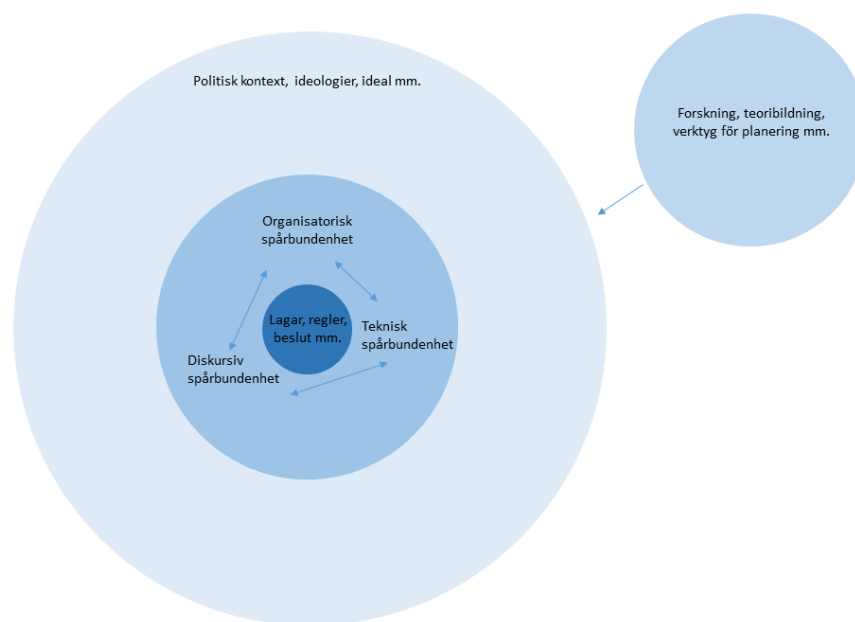 Politisk kontext, ideologier, ideal mm.
Forskning, teoribildning,
verktyg för planering mm.
Organisatorisk
spårbundenhet
Lagar, regler,
beslut mm.
Teknisk
spårbundenhet
Diskursiv
spårbundenhet